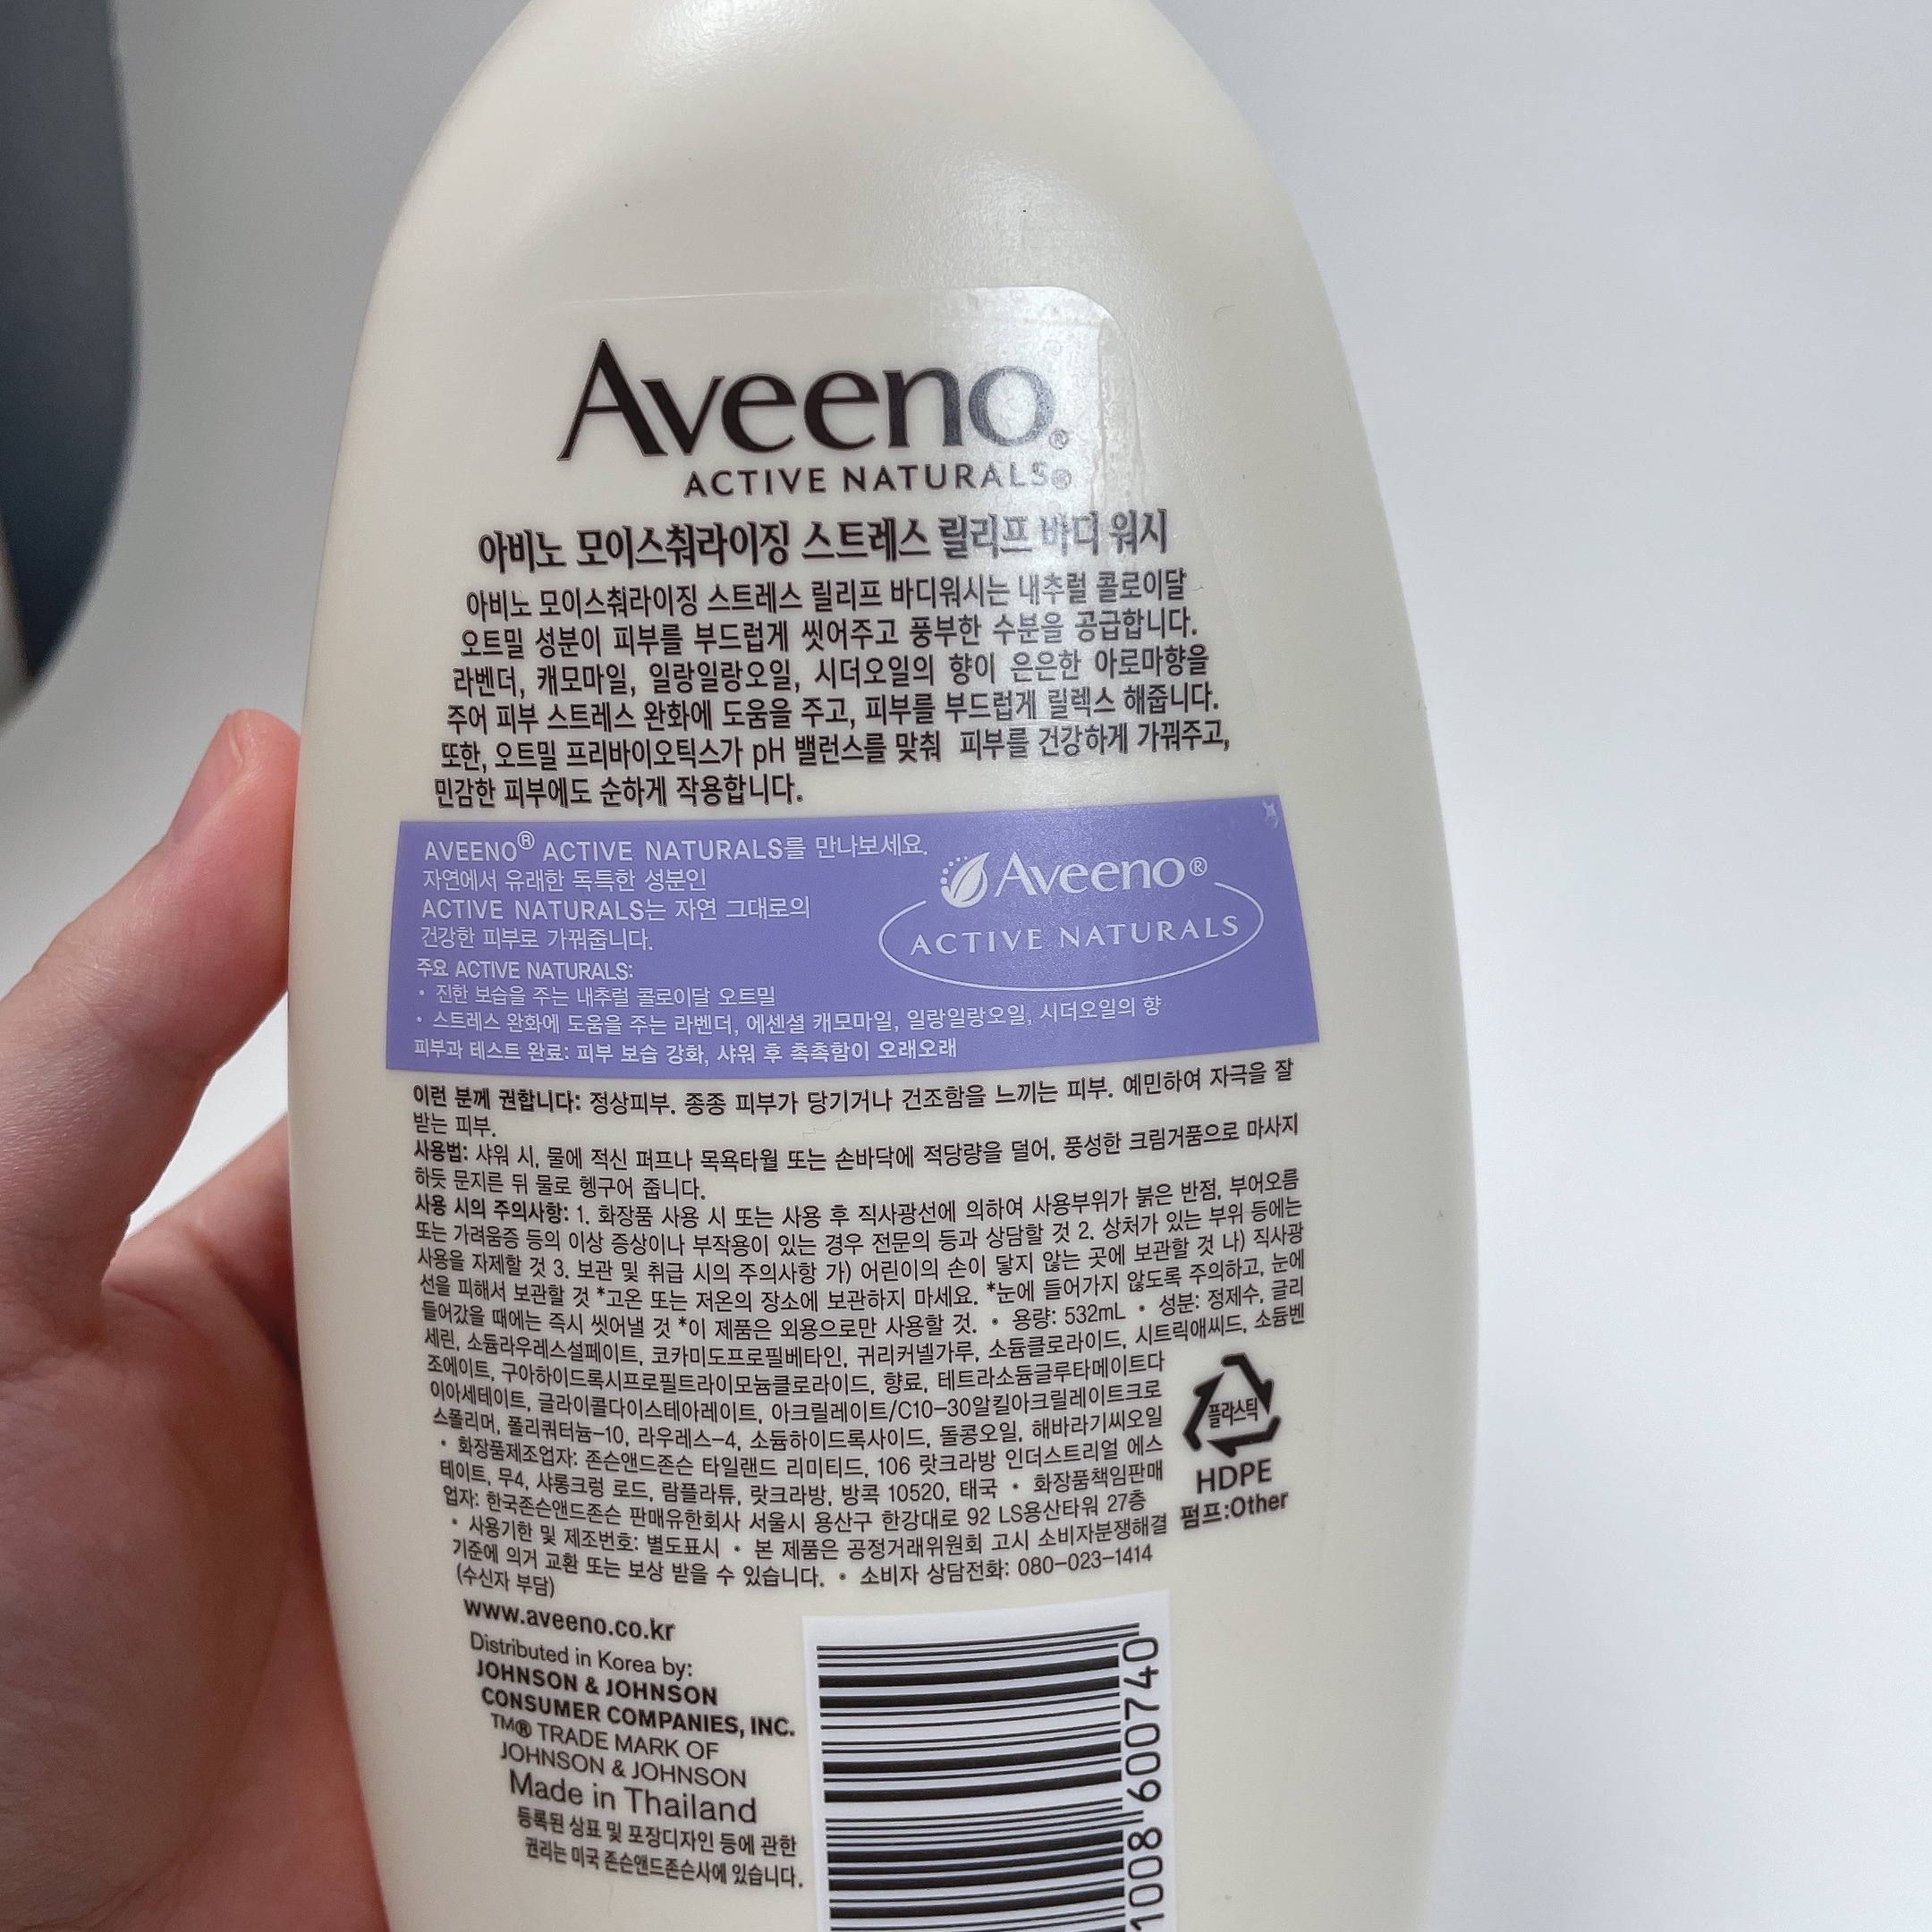 Aveeno®
ACTIVE NATURALS®
아비노 모이스춰라이징 스트레스 릴리프 바디 워시
아비노 모이스춰라이징 스트레스 릴리프 바디워시는 내추럴 콜로이달
오트밀 성분이 피부를 부드럽게 씻어주고 풍부한 수분을 공급합니다.
라벤더, 캐모마일, 일랑일랑오일, 시더오일의 향이 은은한 아로마향을
주어 피부 스트레스 완화에 도움을 주고, 피부를 부드럽게 릴렉스 해줍니다.
또한, 오트밀 프리바이오틱스가 pH 밸런스를 맞춰 피부를 건강하게 가꿔주고,
민감한 피부에도 순하게 작용합니다.
AVEENO® ACTIVE NATURALS를 만나보세요.
자연에서 유래한 독특한 성분인
ACTIVE NATURALS는 자연 그대로의
건강한 피부로 가꿔줍니다.
주요 ACTIVE NATURALS:
• 진한 보습을 주는 내추럴 콜로이달 오트밀
• 스트레스 완화에 도움을 주는 라벤더, 에센셜 캐모마일, 일랑일랑오일, 시더오일의 향
피부과 테스트 완료: 피부 보습 강화, 샤워 후 촉촉함이 오래오래
Aveeno®
ACTIVE NATURALS
이런 분께 권합니다: 정상피부. 종종 피부가 당기거나 건조함을 느끼는 피부. 예민하여 자극을 잘
받는 피부.
사용법: 샤워 시, 물에 적신 퍼프나 목욕타월 또는 손바닥에 적당량을 덜어, 풍성한 크림거품으로 마사지
하듯 문지른 뒤 물로 헹구어 줍니다.
사용 시의 주의사항: 1. 화장품 사용 시 또는 사용 후 직사광선에 의하여 사용부위가 붉은 반점, 부어오름
또는 가려움증 등의 이상 증상이나 부작용이 있는 경우 전문의 등과 상담할 것 2. 상처가 있는 부위 등에는
사용을 자제할 것 3. 보관 및 취급 시의 주의사항 가) 어린이의 손이 닿지 않는 곳에 보관할 것 나) 직사광
선을 피해서 보관할 것 *고온 또는 저온의 장소에 보관하지 마세요. *눈에 들어가지 않도록 주의하고, 눈에
들어갔을 때에는 즉시 씻어낼 것 *이 제품은 외용으로만 사용할 것. • 용량: 532mL • 성분: 정제수, 글리
세린, 소듐라우레스설페이트, 코카미도프로필베타인, 귀리커넬가루, 소듐클로라이드, 시트릭애씨드, 소듐벤
조에이트, 구아하이드록시프로필트라이모늄클로라이드, 향료, 테트라소듐글루타메이트다
이아세테이트, 글라이콜다이스테아레이트, 아크릴레이트/C10-30알킬아크릴레이트크로
스폴리머, 폴리쿼터늄-10, 라우레스-4, 소듐하이드록사이드, 돌콩오일, 해바라기씨오일
• 화장품제조업자: 존슨앤드존슨 타일랜드 리미티드, 106 랏크라방 인더스트리얼 에스
테이트, 무4, 샤롱크렁 로드, 람플라튜, 랏크라방, 방콕 10520, 태국 • 화장품책임판매
업자: 한국존슨앤드존슨 판매유한회사 서울시 용산구 한강대로 92 LS용산타워 27층
• 사용기한 및 제조번호: 별도표시 • 본 제품은 공정거래위원회 고시 소비자분쟁해결
기준에 의거 교환 또는 보상 받을 수 있습니다. • 소비자 상담전화: 080-023-1414
(수신자 부담)
플라스틱
HDPE
펌프:Other
www.aveeno.co.kr
Distributed in Korea by:
JOHNSON & JOHNSON
CONSUMER COMPANIES, INC.
TM® TRADE MARK OF
JOHNSON & JOHNSON
Made in Thailand
등록된 상표 및 포장디자인 등에 관한
권리는 미국 존슨앤드존슨사에 있습니다.
1008 600740